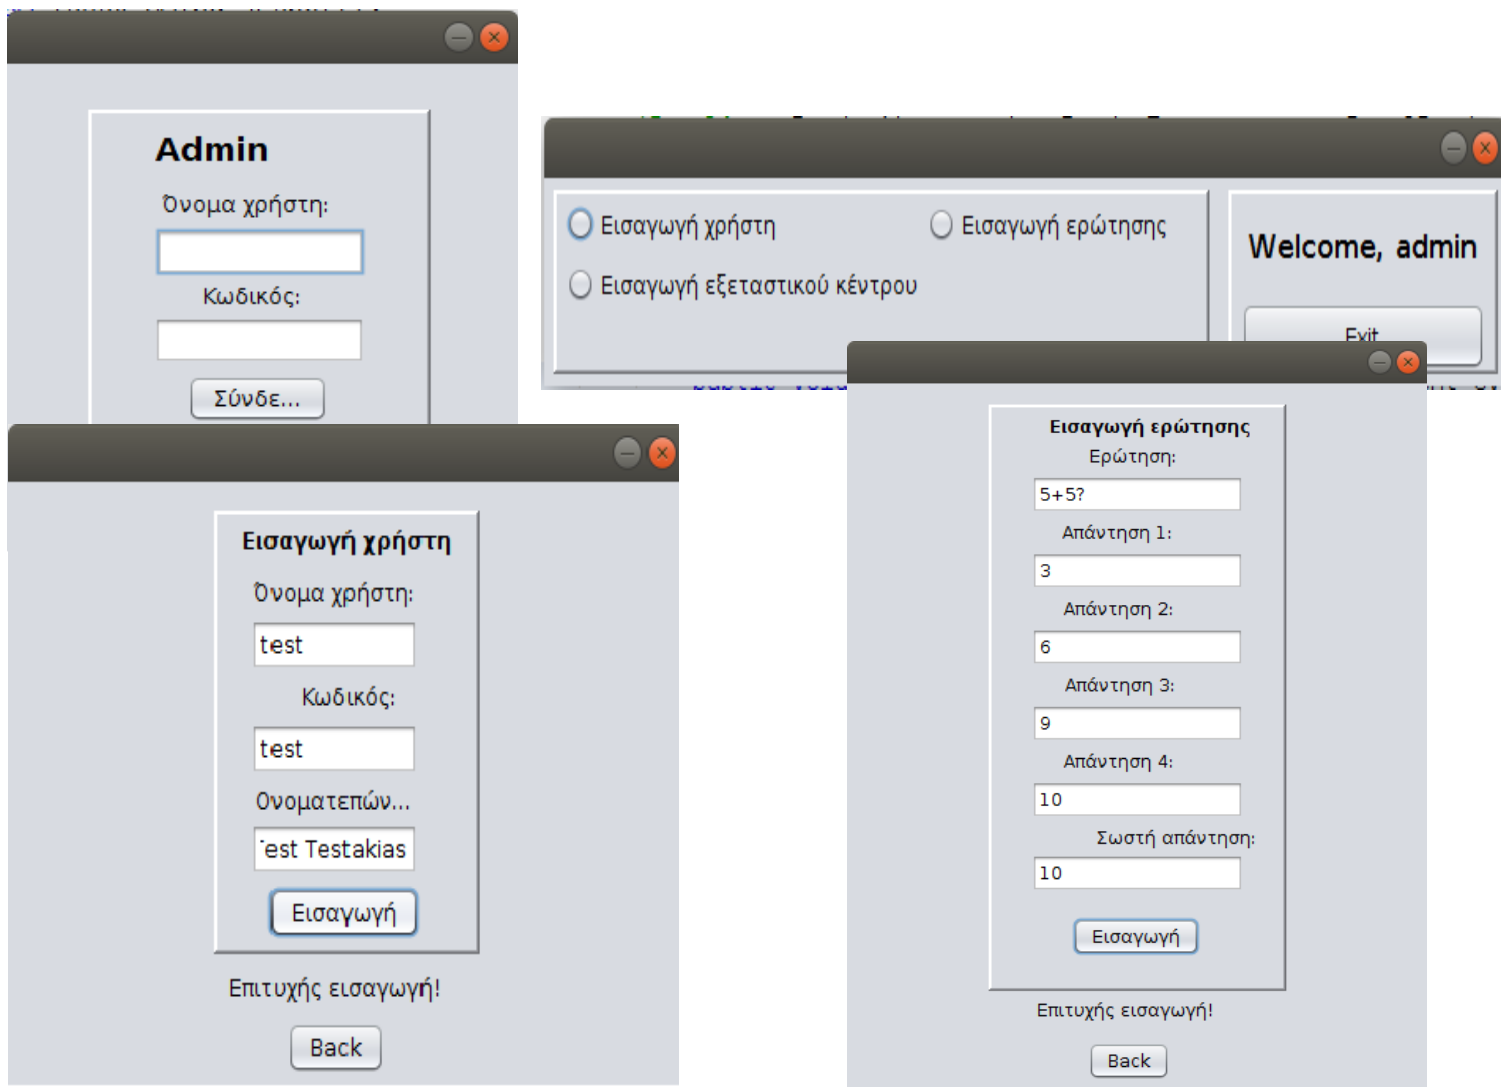 Admin
Όνομα χρήστη:
Κωδικός:
Σύνδε...
Εισαγωγή χρήστη
Εισαγωγή ερώτησης
Εισαγωγή εξεταστικού κέντρου
Welcome, admin
Exit
Εισαγωγή χρήστη
Όνομα χρήστη:
test
Κωδικός:
test
Ονοματεπών...
Test Testakias
Εισαγωγή
Επιτυχής εισαγωγή!
Back
Εισαγωγή ερώτησης
Ερώτηση:
5+5?
Απάντηση 1:
3
Απάντηση 2:
6
Απάντηση 3:
9
Απάντηση 4:
10
Σωστή απάντηση:
10
Εισαγωγή
Επιτυχής εισαγωγή!
Back